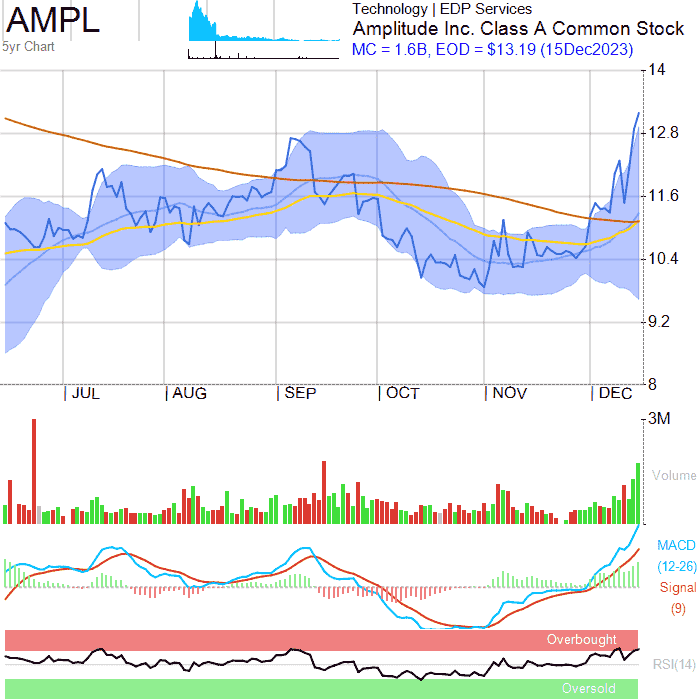 AMPL
5yr Chart
Technology | EDP Services
Amplitude Inc. Class A Common Stock
MC = 1.6B, EOD = $13.19 (15Dec2023)
14
12.8
11.6
10.4
9.2
8
JUL AUG SEP OCT NOV DEC
3M
Volume
MACD
(12-26)
Signal
(9)
Overbought
RSI(14)
Oversold